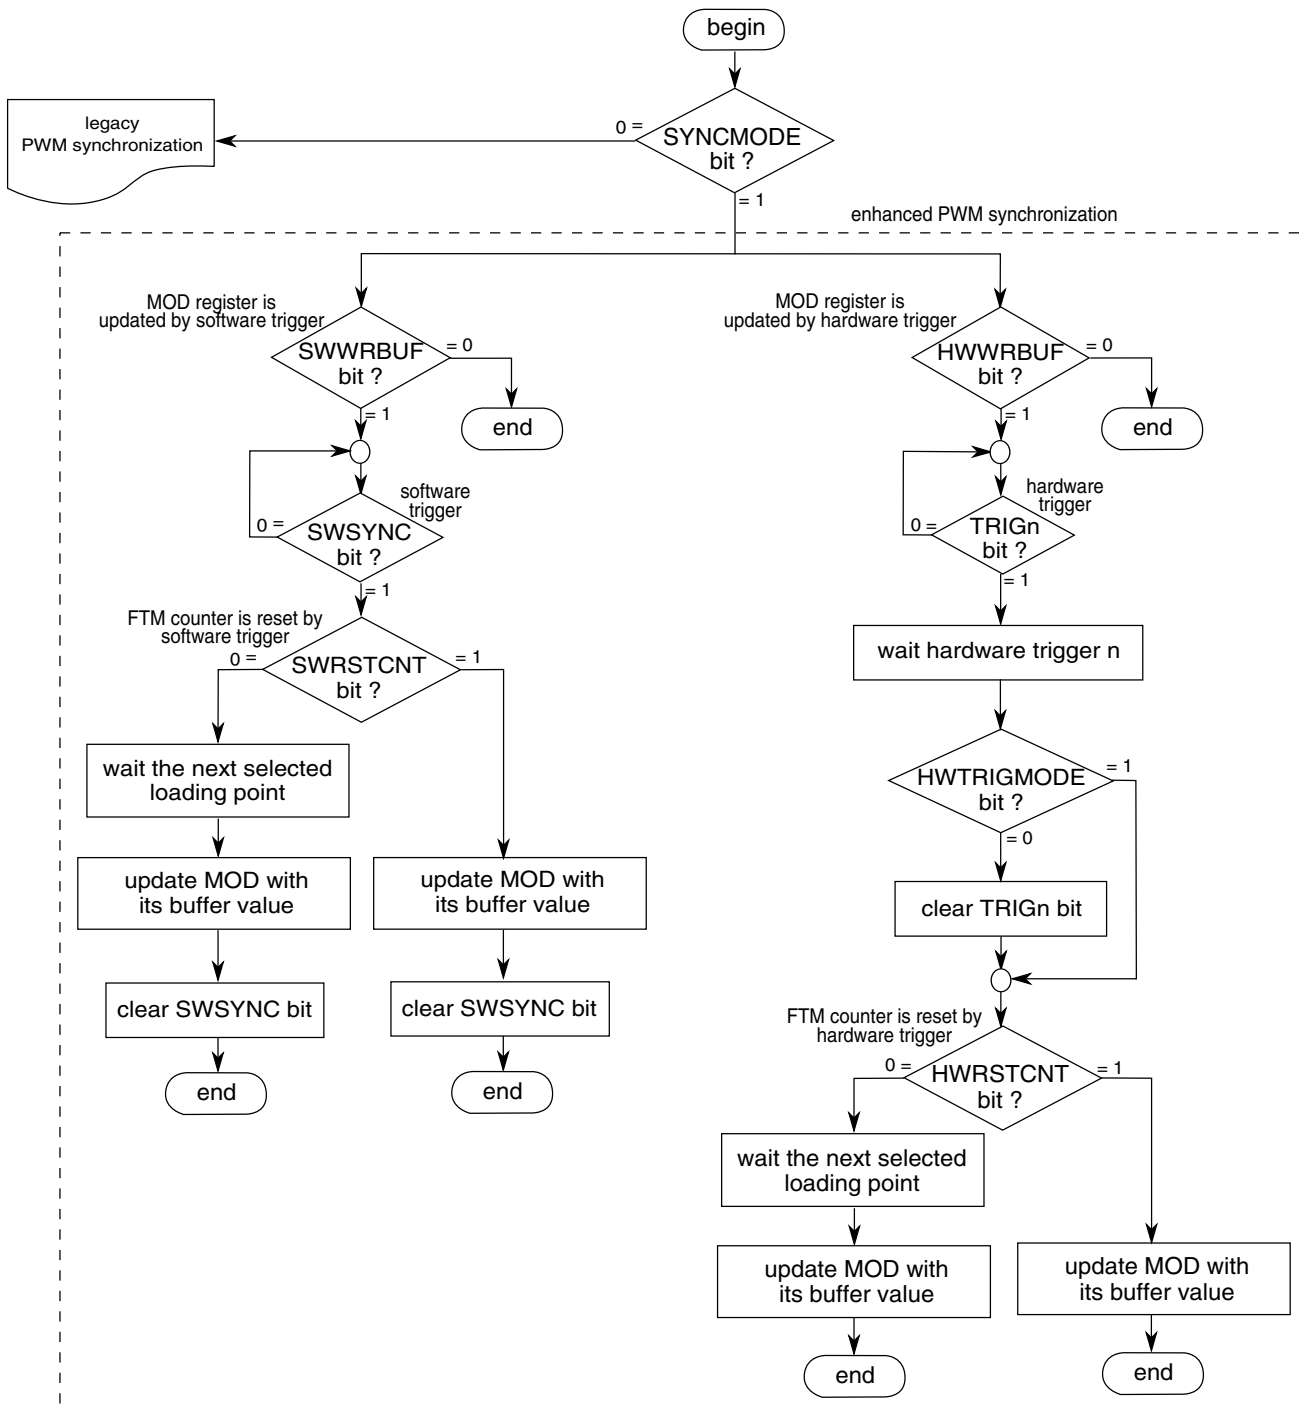 begin
legacy
PWM synchronization
0 =
SYNCMODE
bit ?
= 1
enhanced PWM synchronization
MOD register is
updated by software trigger
SWWRBUF
bit ?
= 0
= 1
end
software
trigger
0 =
SWSYNC
bit ?
= 1
FTM counter is reset by
software trigger
0 =
SWRSTCNT
bit ?
= 1
wait the next selected
loading point
update MOD with
its buffer value
clear SWSYNC bit
end
update MOD with
its buffer value
clear SWSYNC bit
end
MOD register is
updated by hardware trigger
HWWRBUF
bit ?
= 0
= 1
end
hardware
trigger
0 =
TRIGn
bit ?
= 1
wait hardware trigger n
HWTRIGMODE
bit ?
= 1
= 0
clear TRIGn bit
FTM counter is reset by
hardware trigger
0 =
HWRSTCNT
bit ?
= 1
wait the next selected
loading point
update MOD with
its buffer value
end
update MOD with
its buffer value
end